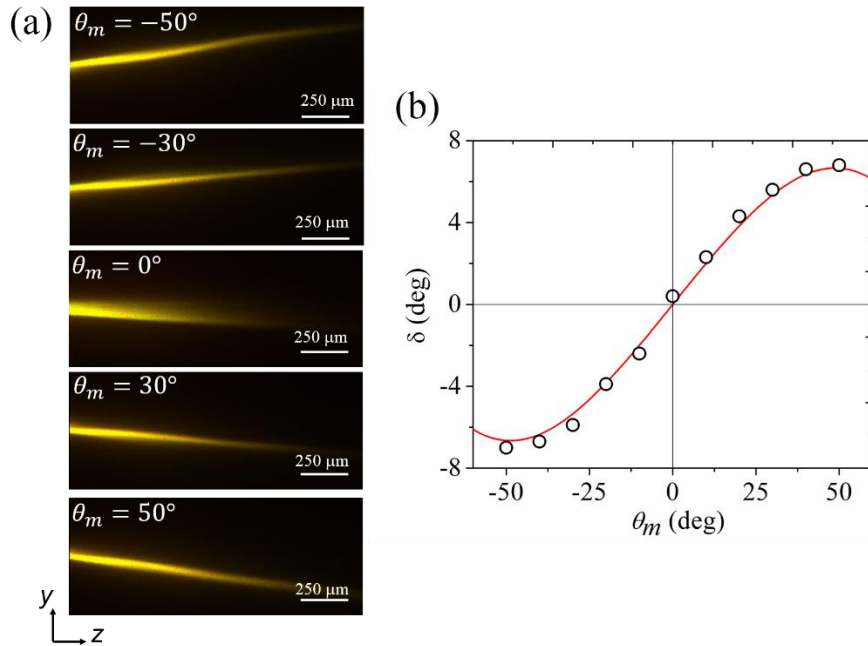 (a)
θₘ = −50°
250 μm
θₘ = −30°
250 μm
θₘ = 0°
250 μm
θₘ = 30°
250 μm
θₘ = 50°
250 μm
y
z
(b)
8
4
0
-4
-8
δ (deg)
-50 -25 0 25 50
θₘ (deg)